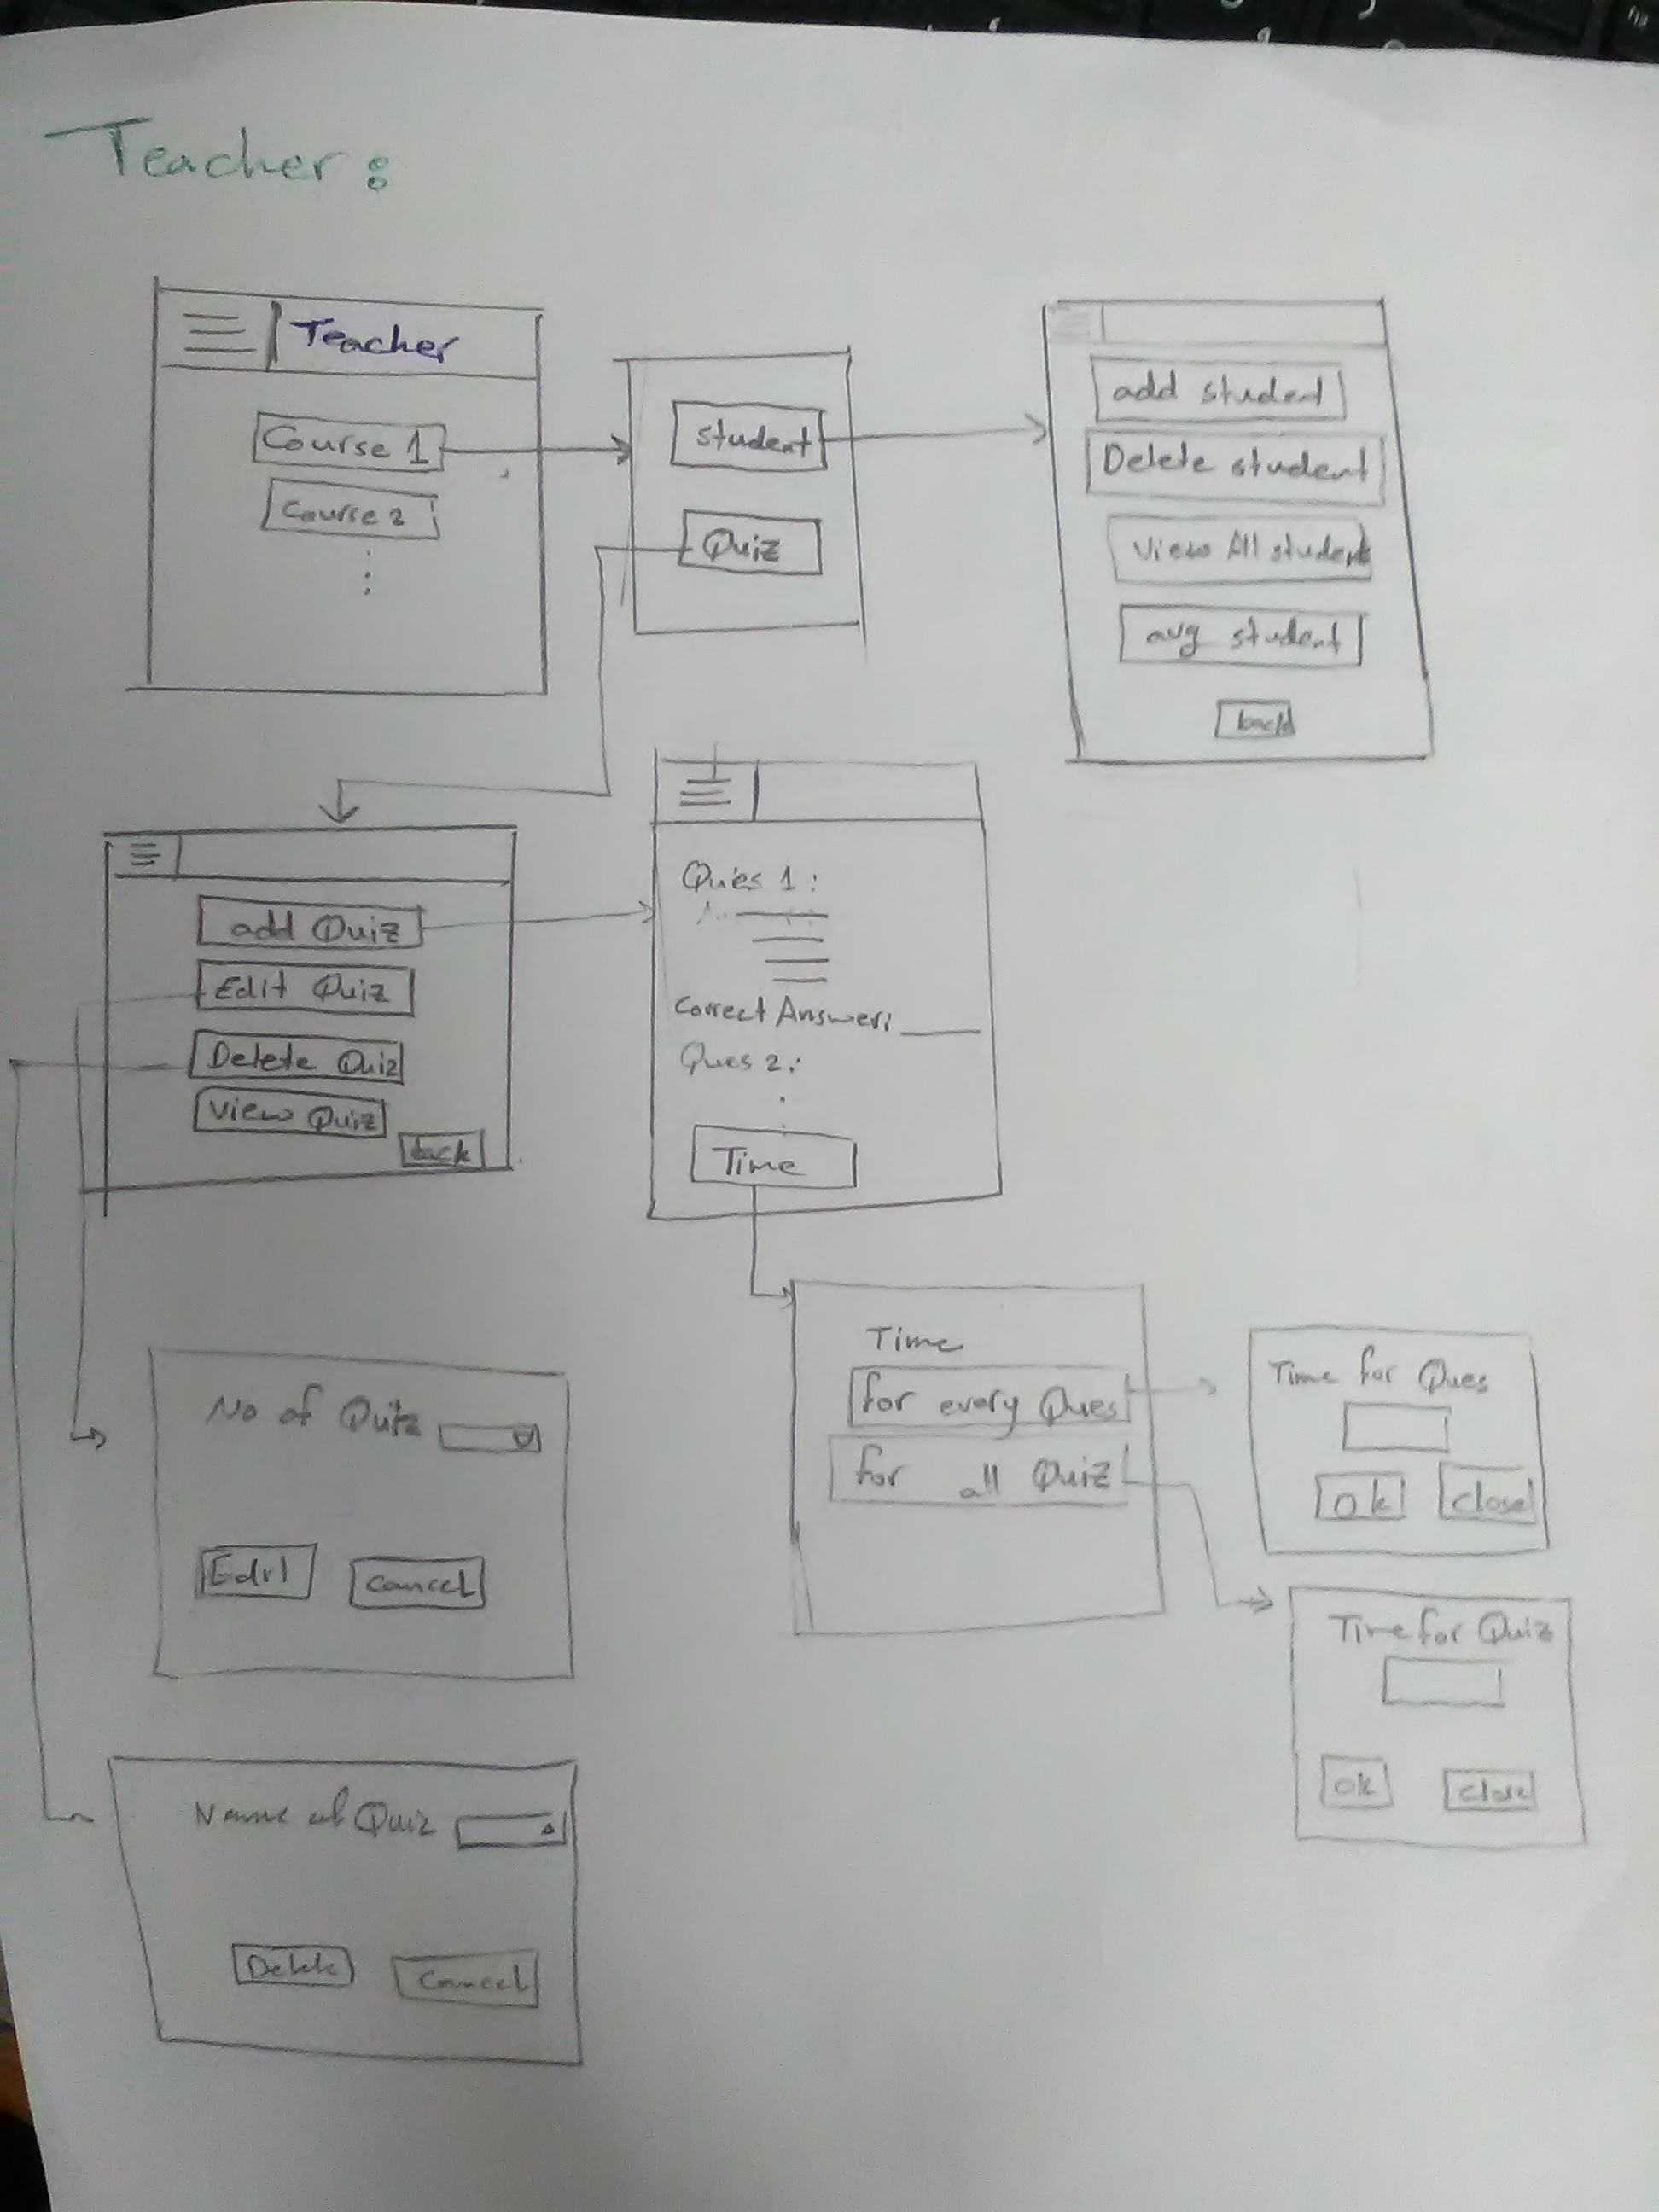 Teacher:
Teacher
Course 1
Course 2
student
Quiz
add student
Delete student
View All student
avg student
back
add Quiz
Edit Quiz
Delete Quiz
View Quiz
back
Ques 1:
Correct Answer:
Ques 2:
Time
Time
for every Ques
for all Quiz
Time for Ques
Ok
Close
Time for Quiz
Ok
Close
No of Quiz
Edit
Cancel
Name of Quiz
Delete
Cancel